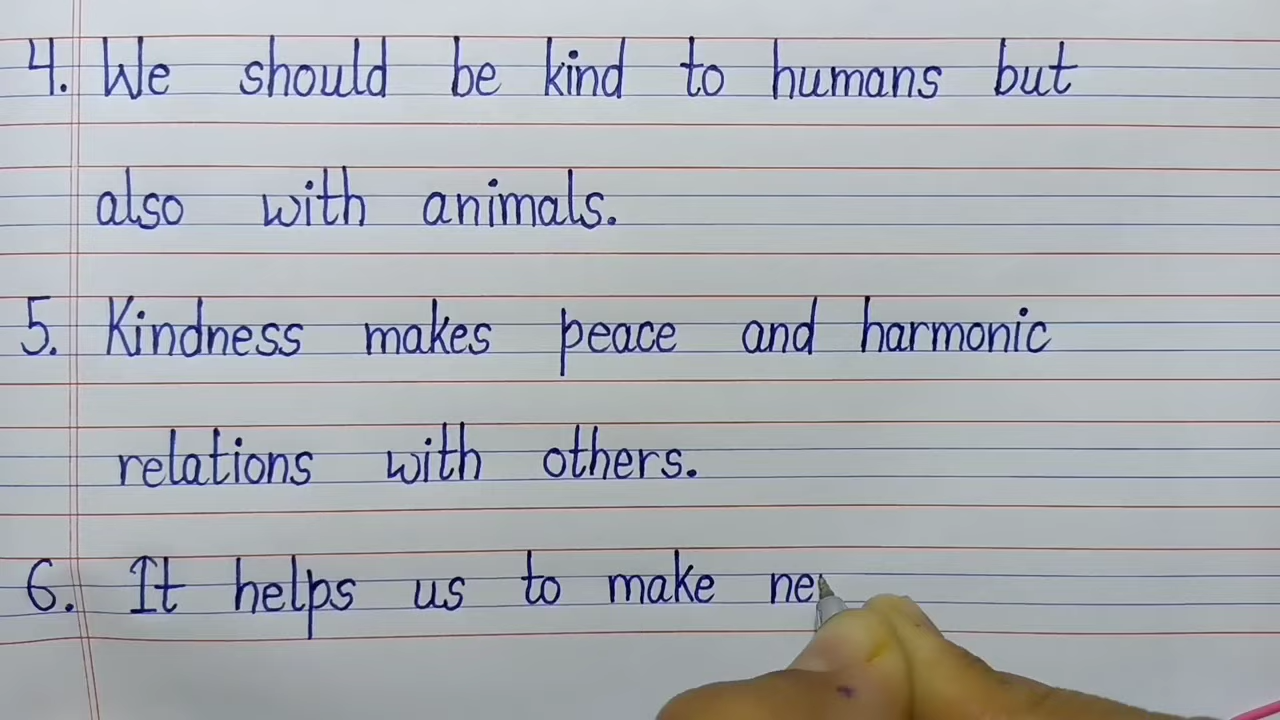 4. We should be kind to humans but
also with animals.
5. Kindness makes peace and harmonic
relations with others.
6. It helps us to make ne